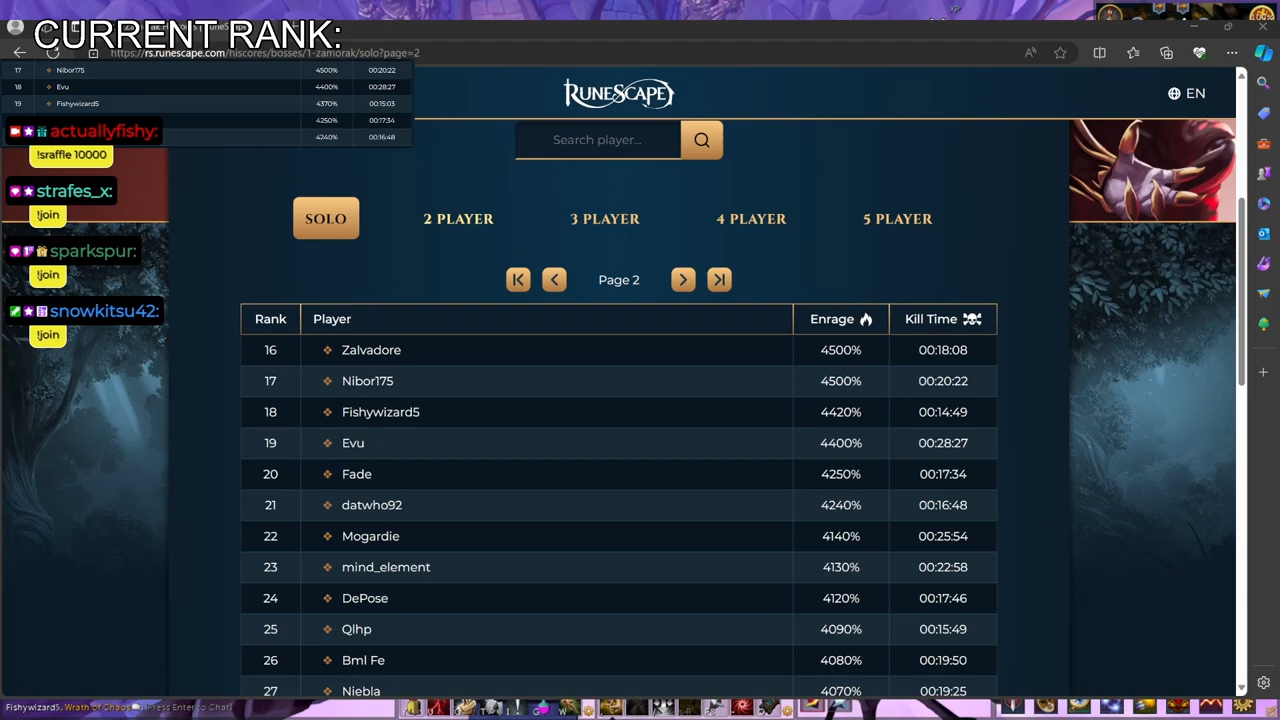 CURRENT RANK:
https://rs.runescape.com/hiscores/bosses/1-zamorak/solo?page=2
17 Nibor175 4500% 00:20:22
18 Evu 4400% 00:28:27
19 Fishywizard5 4370% 00:15:03
4250% 00:17:34
4240% 00:16:48
actuallyfishy:
!sraffle 10000
strafes_x:
!join
sparkspur:
!join
snowkitsu42:
!join
RUNESCAPE
EN
Search player...
SOLO 2 PLAYER 3 PLAYER 4 PLAYER 5 PLAYER
Page 2
Rank Player Enrage Kill Time
16 Zalvadore 4500% 00:18:08
17 Nibor175 4500% 00:20:22
18 Fishywizard5 4420% 00:14:49
19 Evu 4400% 00:28:27
20 Fade 4250% 00:17:34
21 datwho92 4240% 00:16:48
22 Mogardie 4140% 00:25:54
23 mind_element 4130% 00:22:58
24 DePose 4120% 00:17:46
25 Qlhp 4090% 00:15:49
26 Bml Fe 4080% 00:19:50
27 Niebla 4070% 00:19:25
Fishywizard5, Wrath of Chaos: [Press Enter to Chat]